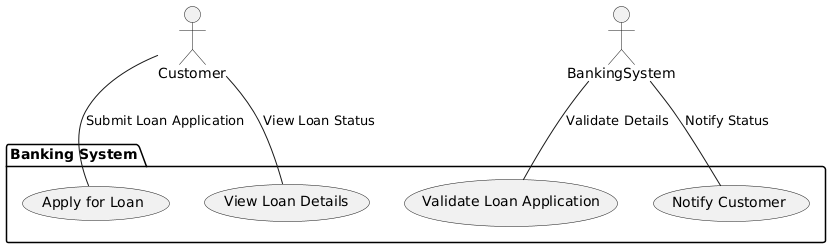 Customer
BankingSystem
Submit Loan Application
View Loan Status
Validate Details
Notify Status
Banking System
Apply for Loan
View Loan Details
Validate Loan Application
Notify Customer